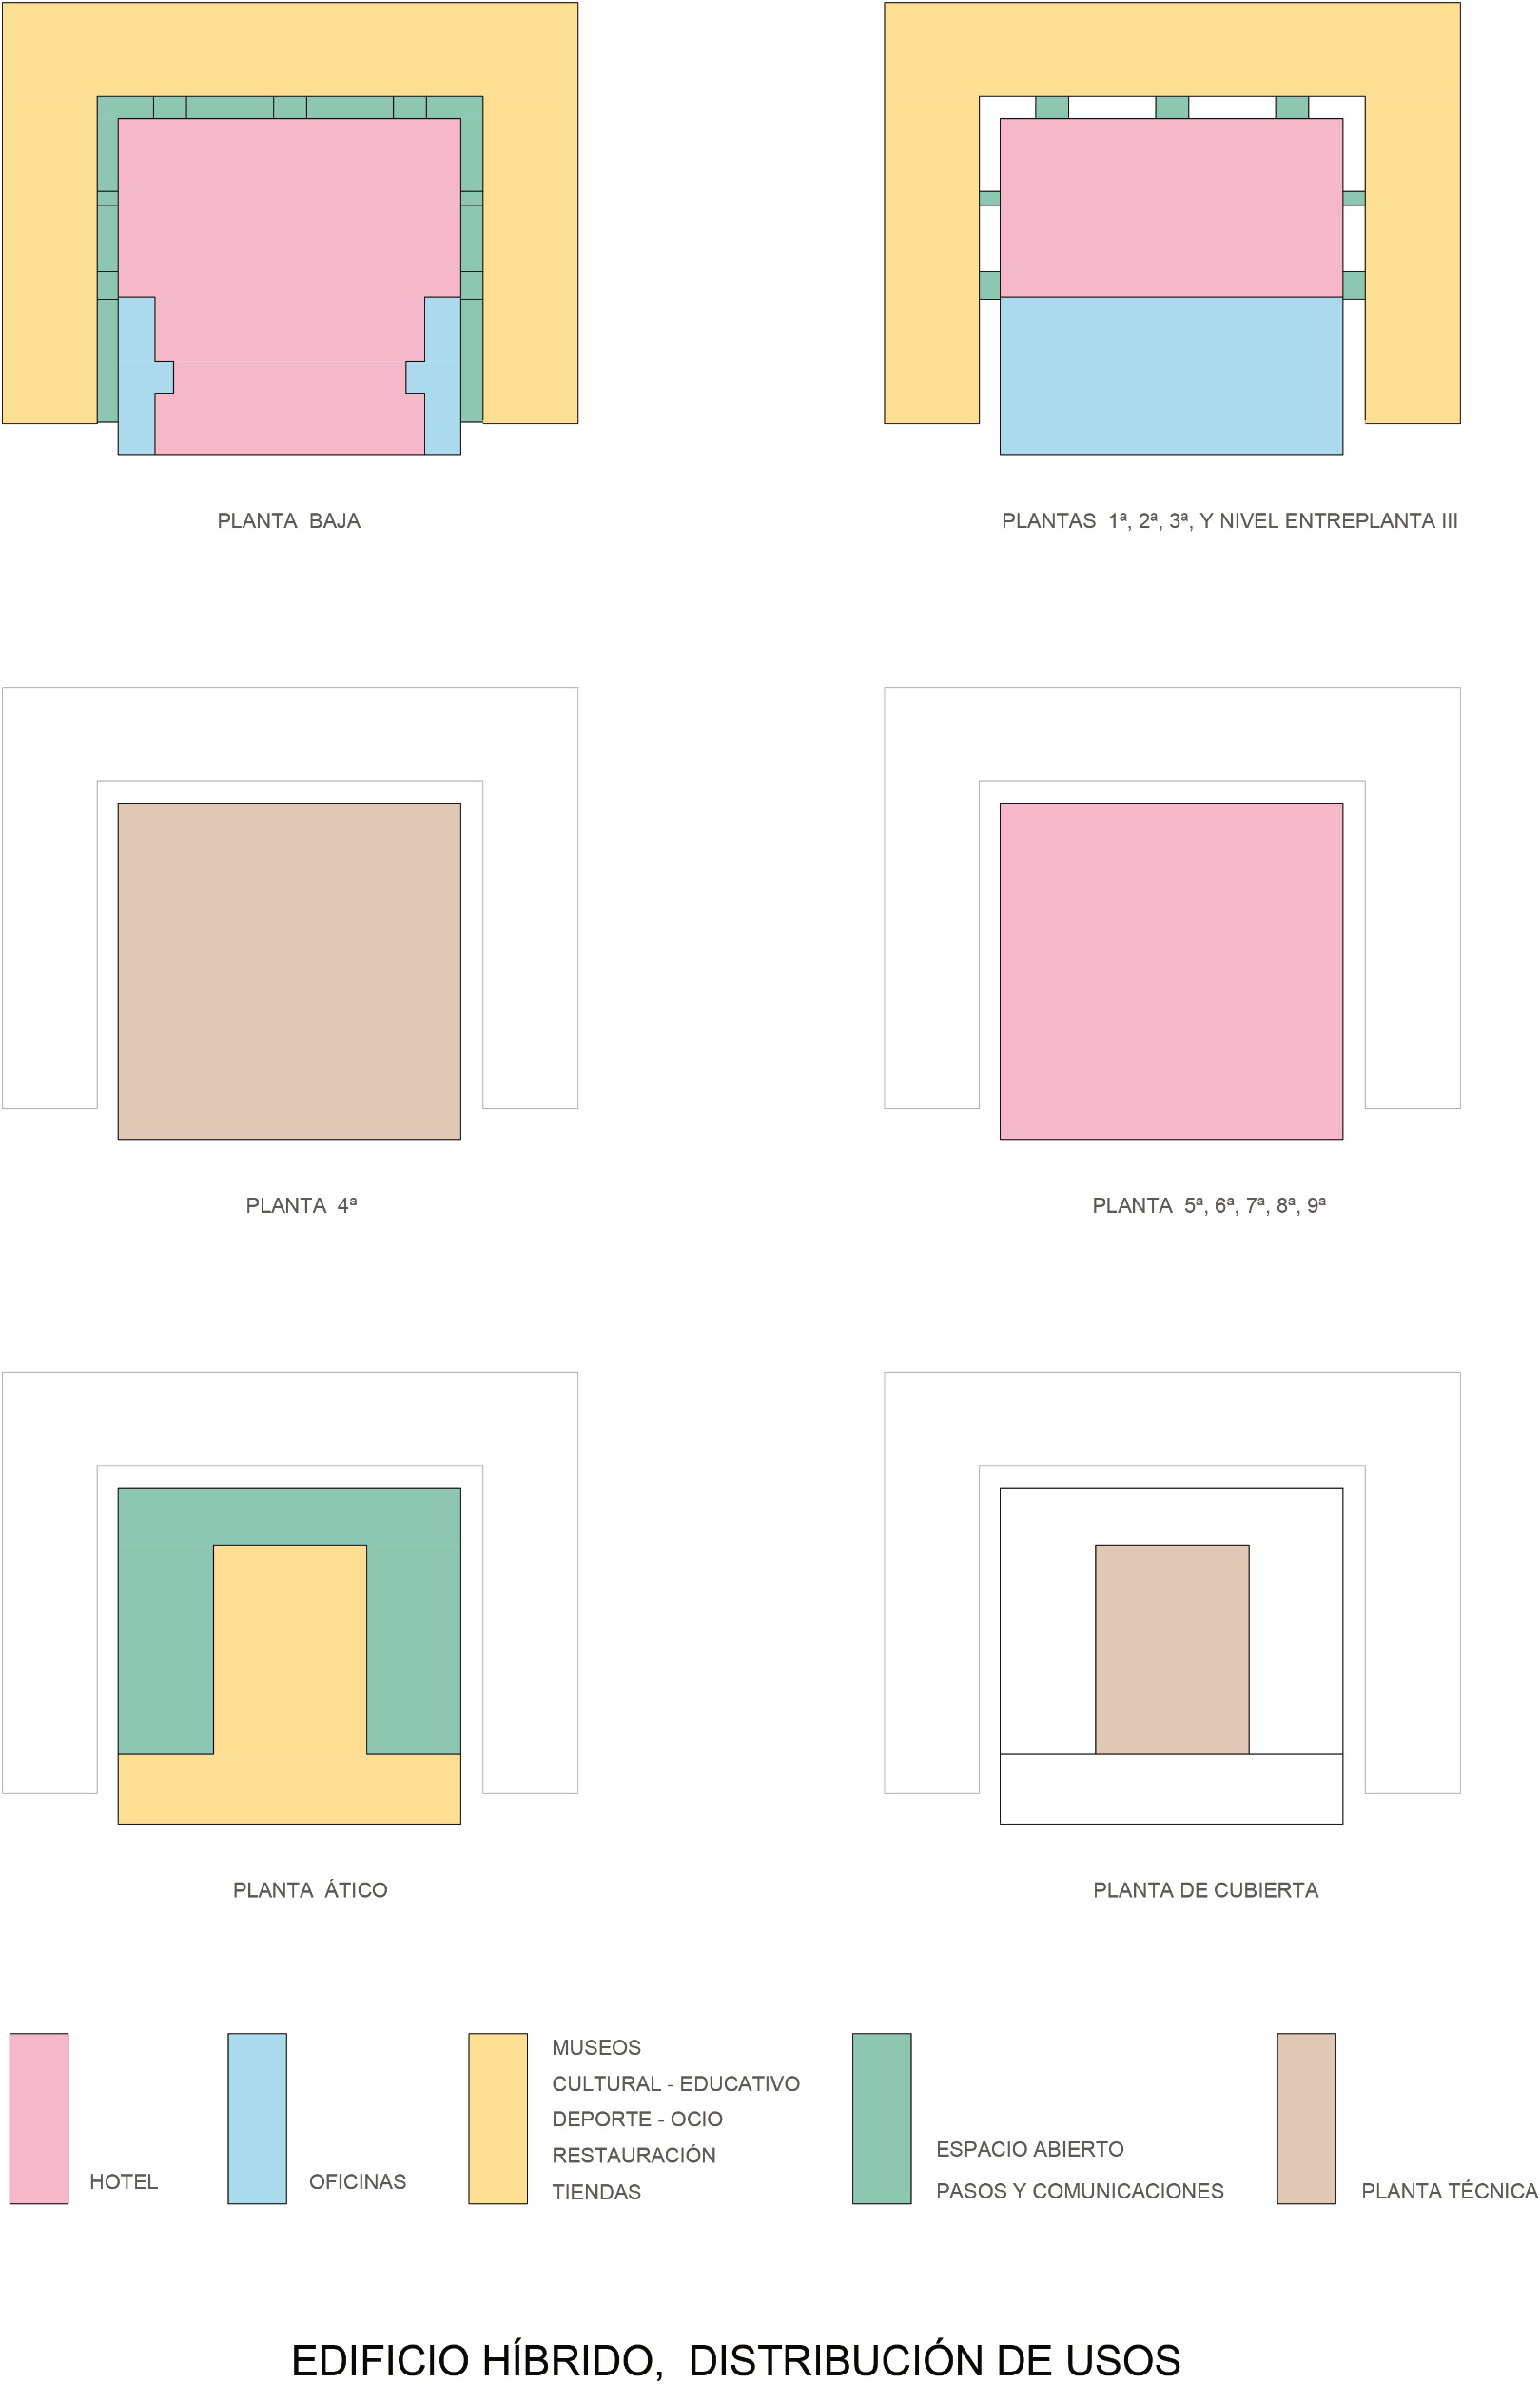 PLANTA BAJA
PLANTAS 1ª, 2ª, 3ª, Y NIVEL ENTREPLANTA III
PLANTA 4ª
PLANTA 5ª, 6ª, 7ª, 8ª, 9ª
PLANTA ÁTICO
PLANTA DE CUBIERTA
HOTEL
OFICINAS
MUSEOS
CULTURAL - EDUCATIVO
DEPORTE - OCIO
RESTAURACIÓN
TIENDAS
ESPACIO ABIERTO
PASOS Y COMUNICACIONES
PLANTA TÉCNICA
EDIFICIO HÍBRIDO, DISTRIBUCIÓN DE USOS